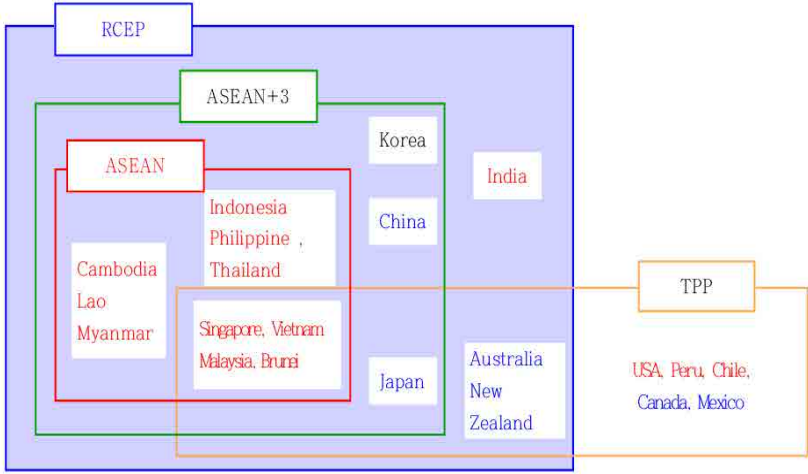 RCEP
ASEAN+3
Korea
ASEAN
India
Indonesia
Philippine ,
Thailand
China
Cambodia
Lao
Myanmar
TPP
Singapore, Vietnam
Malaysia, Brunei
Japan
Australia
New
Zealand
USA, Peru, Chile,
Canada, Mexico